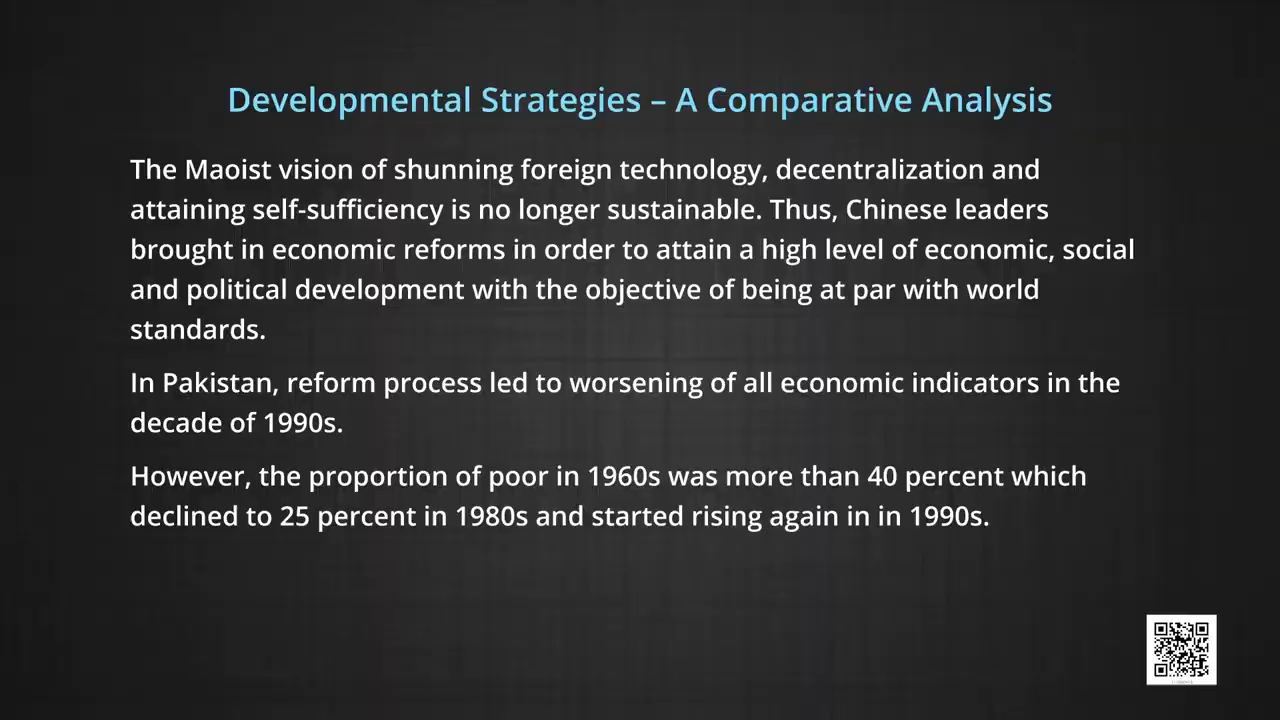 Developmental Strategies – A Comparative Analysis
The Maoist vision of shunning foreign technology, decentralization and
attaining self-sufficiency is no longer sustainable. Thus, Chinese leaders
brought in economic reforms in order to attain a high level of economic, social
and political development with the objective of being at par with world
standards.
In Pakistan, reform process led to worsening of all economic indicators in the
decade of 1990s.
However, the proportion of poor in 1960s was more than 40 percent which
declined to 25 percent in 1980s and started rising again in in 1990s.